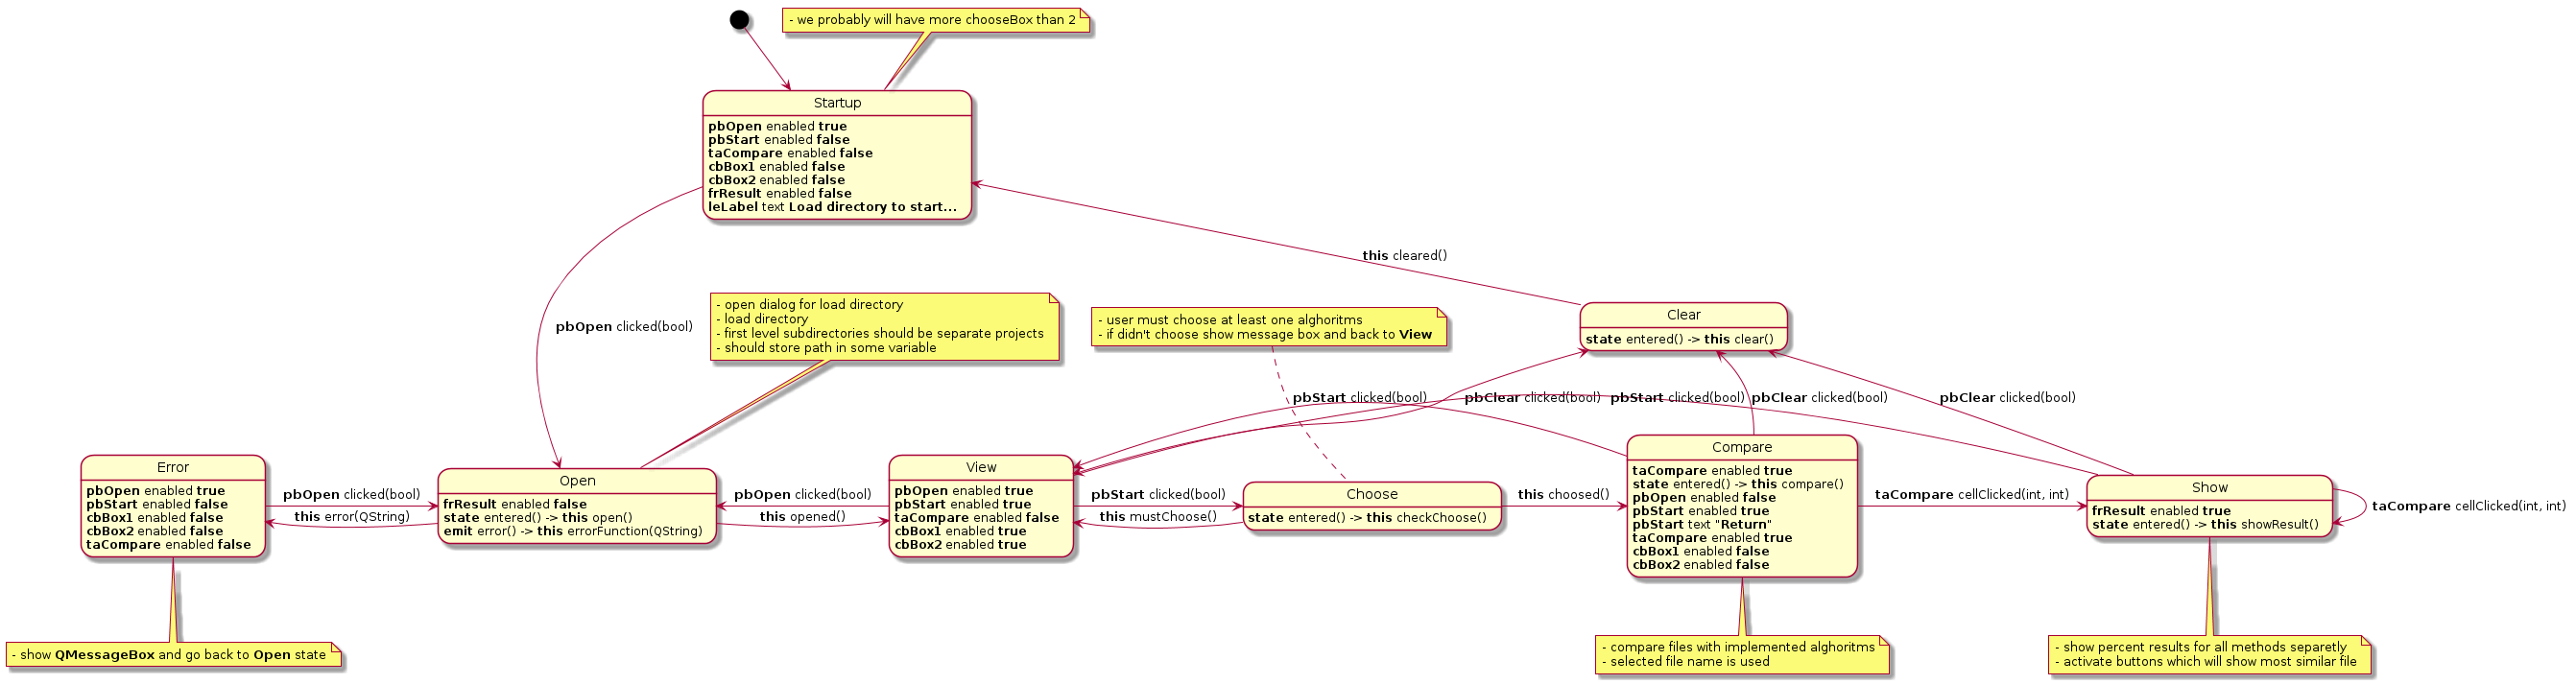 - we probably will have more chooseBox than 2
Startup
pbOpen enabled true
pbStart enabled false
taCompare enabled false
cbBox1 enabled false
cbBox2 enabled false
frResult enabled false
leLabel text Load directory to start...
this cleared()
pbOpen clicked(bool)
- open dialog for load directory
- load directory
- first level subdirectories should be separate projects
- should store path in some variable
- user must choose at least one alghoritms
- if didn't choose show message box and back to View
Clear
state entered() -> this clear()
pbStart clicked(bool)
pbClear clicked(bool)
pbStart clicked(bool)
pbClear clicked(bool)
pbClear clicked(bool)
Error
pbOpen enabled true
pbStart enabled false
cbBox1 enabled false
cbBox2 enabled false
taCompare enabled false
pbOpen clicked(bool)
this error(QString)
Open
frResult enabled false
state entered() -> this open()
emit error() -> this errorFunction(QString)
pbOpen clicked(bool)
this opened()
View
pbOpen enabled true
pbStart enabled true
taCompare enabled false
cbBox1 enabled true
cbBox2 enabled true
pbStart clicked(bool)
this mustChoose()
Choose
state entered() -> this checkChoose()
this choosed()
Compare
taCompare enabled true
state entered() -> this compare()
pbOpen enabled false
pbStart enabled true
pbStart text "Return"
taCompare enabled true
cbBox1 enabled false
cbBox2 enabled false
taCompare cellClicked(int, int)
Show
frResult enabled true
state entered() -> this showResult()
taCompare cellClicked(int, int)
- show QMessageBox and go back to Open state
- compare files with implemented alghoritms
- selected file name is used
- show percent results for all methods separetly
- activate buttons which will show most similar file